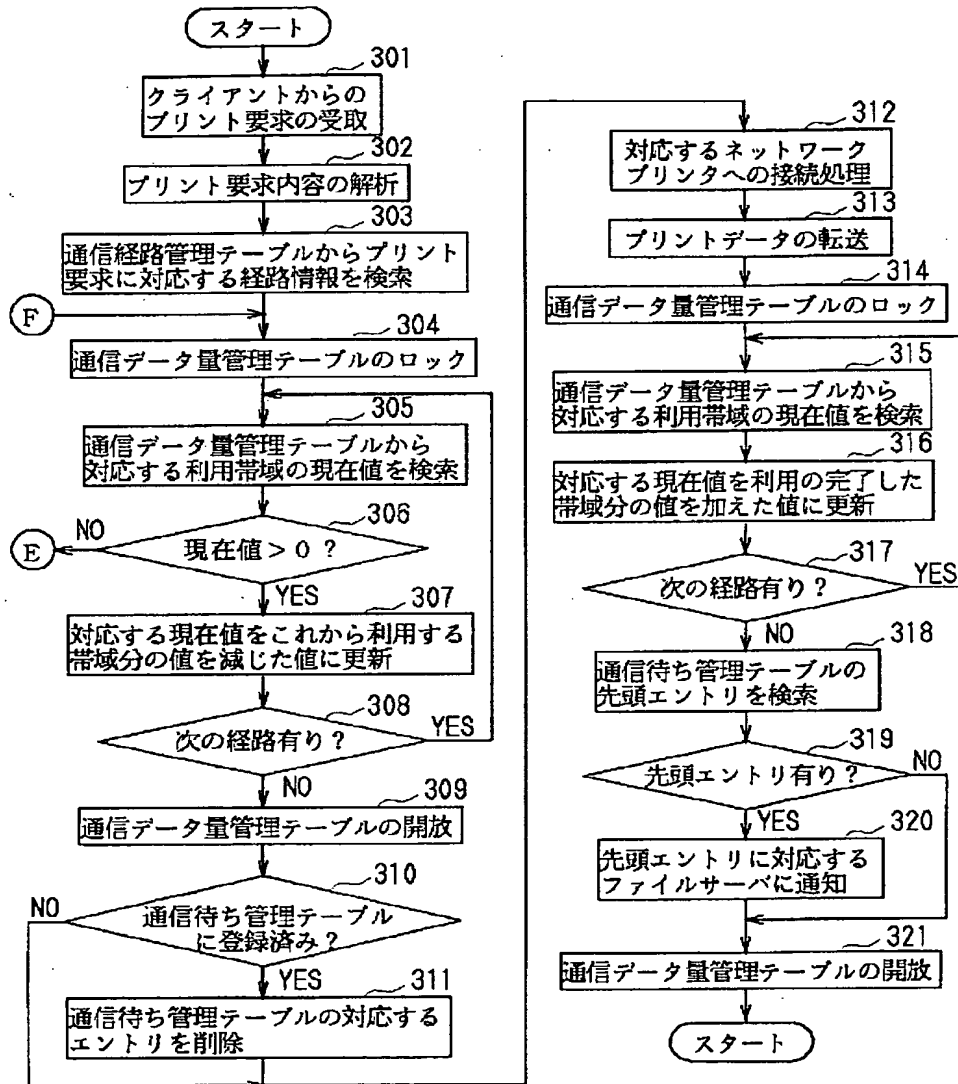 スタート
301
クライアントからの
プリント要求の受取
302
プリント要求内容の解析
303
通信経路管理テーブルからプリント
要求に対応する経路情報を検索
F
304
通信データ量管理テーブルのロック
305
通信データ量管理テーブルから
対応する利用帯域の現在値を検索
306
NO
E
現在値>0?
YES
307
対応する現在値をこれから利用する
帯域分の値を減じた値に更新
308
YES
次の経路有り?
NO
309
通信データ量管理テーブルの開放
310
NO
通信待ち管理テーブル
に登録済み?
YES
311
通信待ち管理テーブルの対応する
エントリを削除
312
対応するネットワーク
プリンタへの接続処理
313
プリントデータの転送
314
通信データ量管理テーブルのロック
315
通信データ量管理テーブルから
対応する利用帯域の現在値を検索
316
対応する現在値を利用の完了した
帯域分の値を加えた値に更新
317
次の経路有り?
YES
NO
318
通信待ち管理テーブルの
先頭エントリを検索
319
先頭エントリ有り?
NO
YES
320
先頭エントリに対応する
ファイルサーバに通知
321
通信データ量管理テーブルの開放
スタート